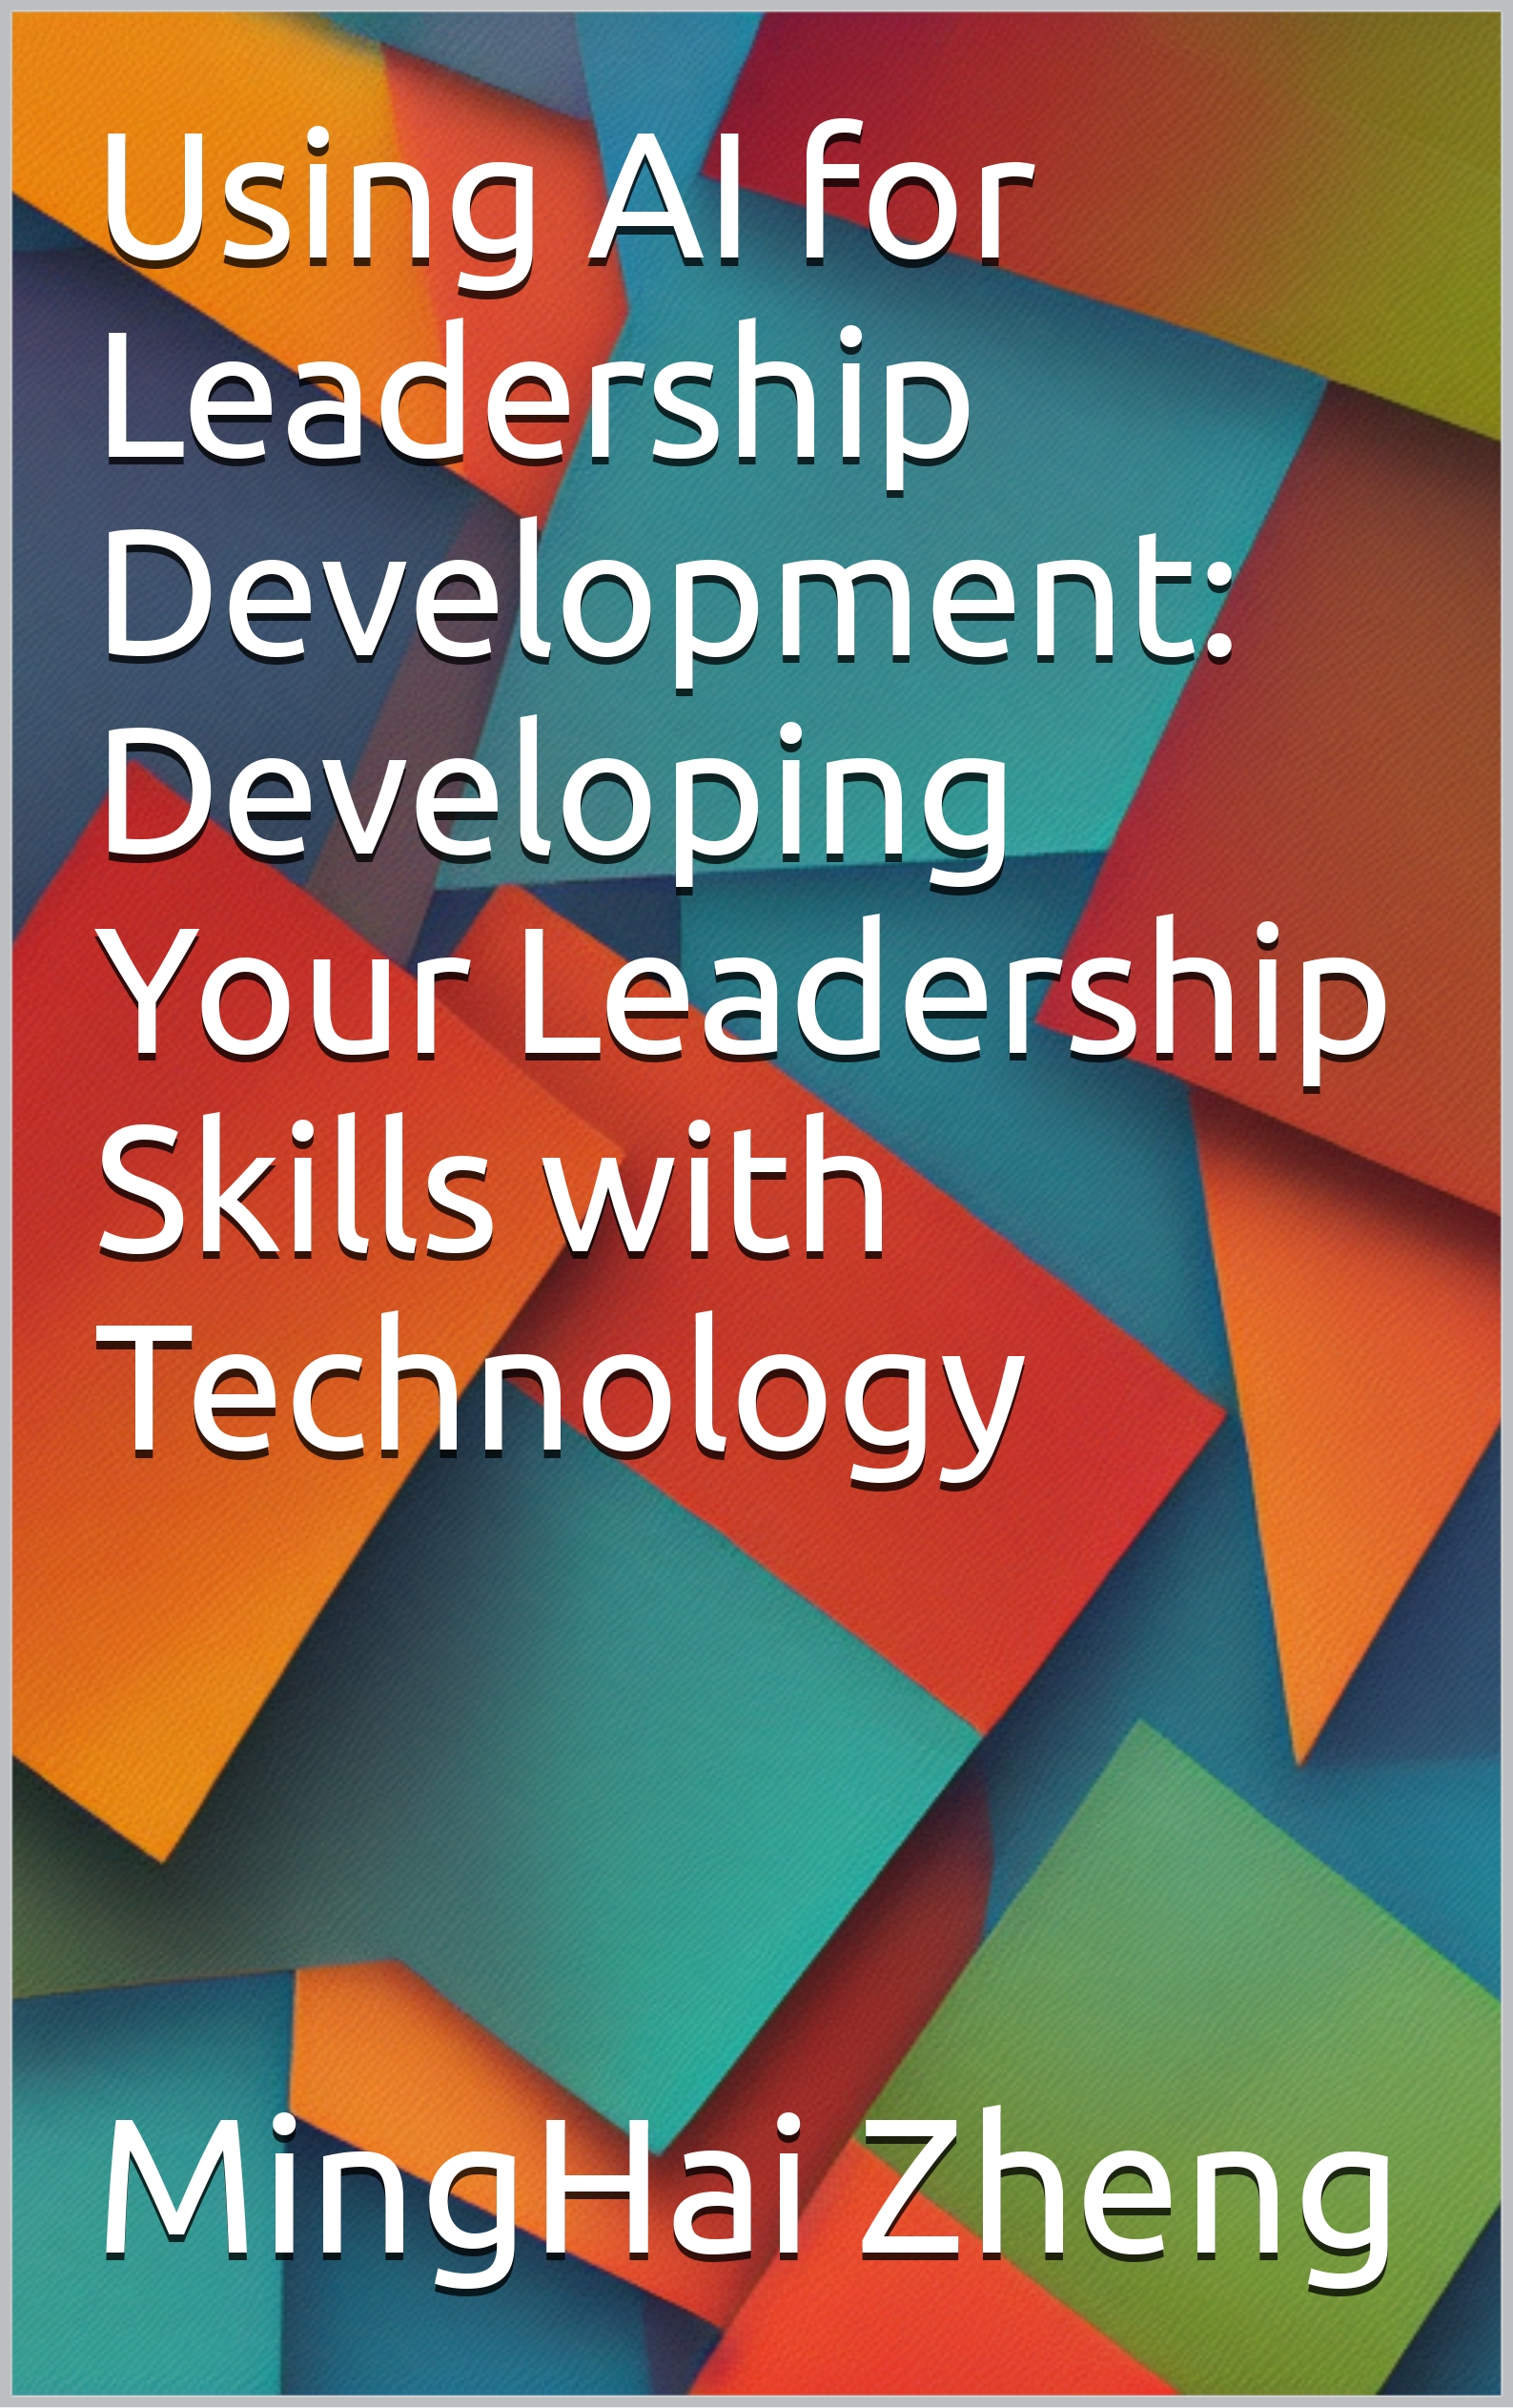 Using AI for
Leadership
Development:
Developing
Your Leadership
Skills with
Technology
MingHai Zheng